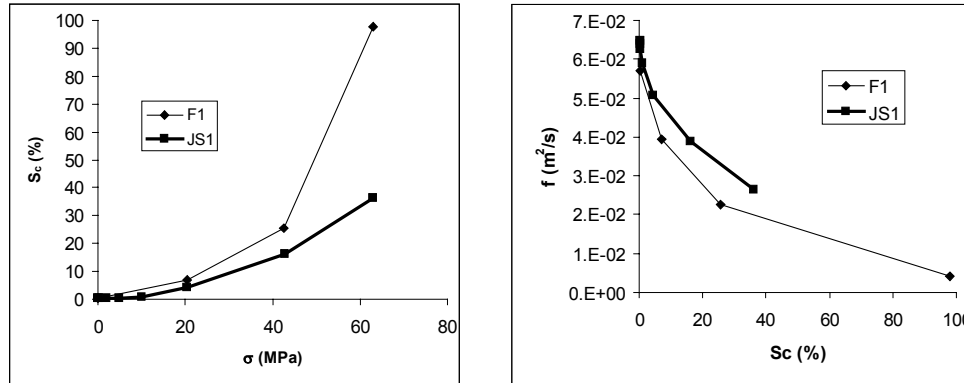 100
90
80
70
60
50
40
30
20
10
0
Sc (%)
F1
JS1
0 20 40 60 80
σ (MPa)
7.E-02
6.E-02
5.E-02
4.E-02
3.E-02
2.E-02
1.E-02
0.E+00
f (m²/s)
F1
JS1
0 20 40 60 80 100
Sc (%)